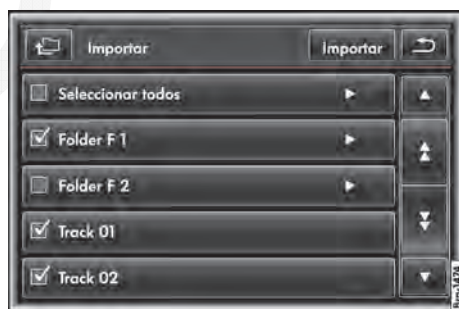 Importar
Importar
Seleccionar todos
Folder F 1
Folder F 2
Track 01
Track 02